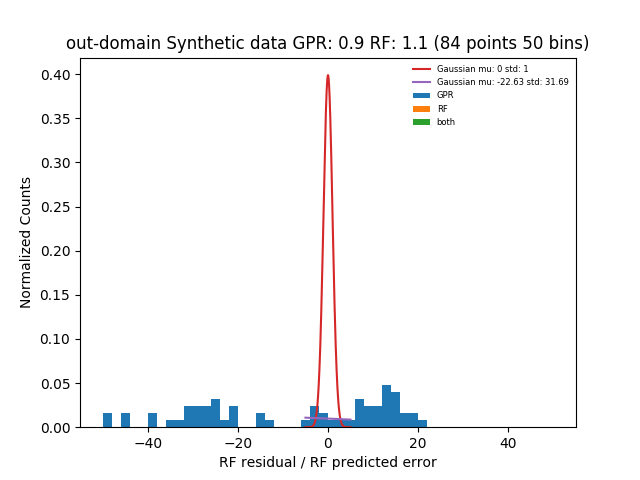 out-domain Synthetic data GPR: 0.9 RF: 1.1 (84 points 50 bins)
Gaussian mu: 0 std: 1
Gaussian mu: -22.63 std: 31.69
GPR
RF
both
Normalized Counts
0.40
0.35
0.30
0.25
0.20
0.15
0.10
0.05
0.00
−40
−20
0
20
40
RF residual / RF predicted error